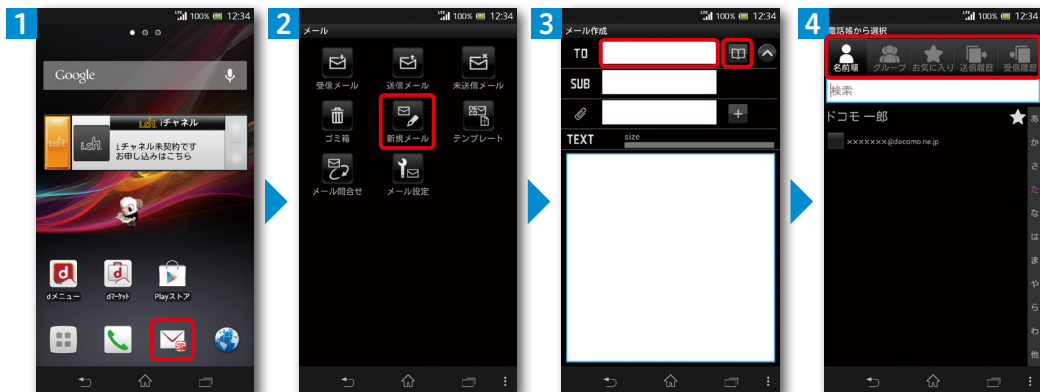 1
100% 12:34
Google
i.ch. iチャネル
i.ch.
iチャネル未契約です
お申し込みはこちら
dメニュー
dマーケット
Playストア
2
100% 12:34
メール
受信メール
送信メール
未送信メール
ゴミ箱
新規メール
テンプレート
メール問合せ
メール設定
3
100% 12:34
メール作成
TO
SUB
TEXT
size
4
100% 12:34
電話帳から選択
名前順
グループ
お気に入り
送信履歴
受信履歴
検索
ドコモ一郎
xxxxxxx@docomo.ne.jp
あ
か
さ
た
な
は
ま
や
ら
わ
他